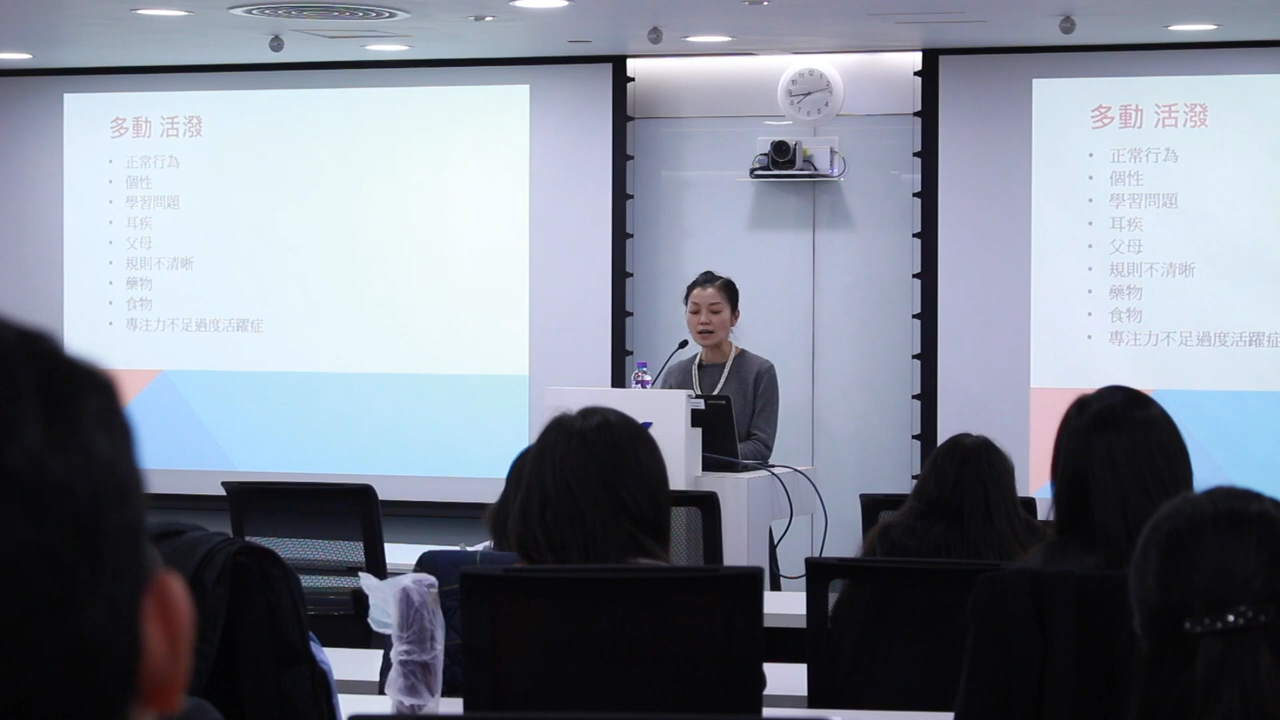 多動 活潑
• 正常行為
• 個性
• 學習問題
• 耳疾
• 父母
• 規則不清晰
• 藥物
• 食物
• 專注力不足過度活躍症
多動 活潑
• 正常行為
• 個性
• 學習問題
• 耳疾
• 父母
• 規則不清晰
• 藥物
• 食物
• 專注力不足過度活躍症